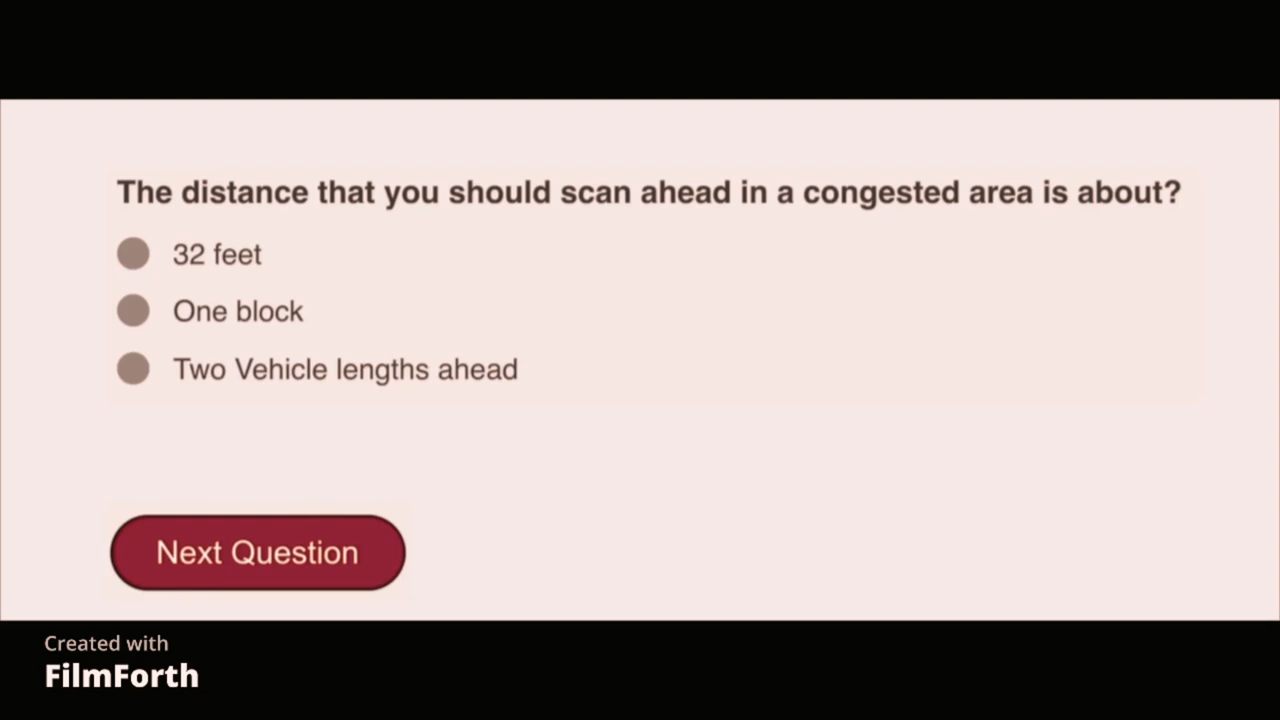 The distance that you should scan ahead in a congested area is about?
32 feet
One block
Two Vehicle lengths ahead
Next Question
Created with
FilmForth